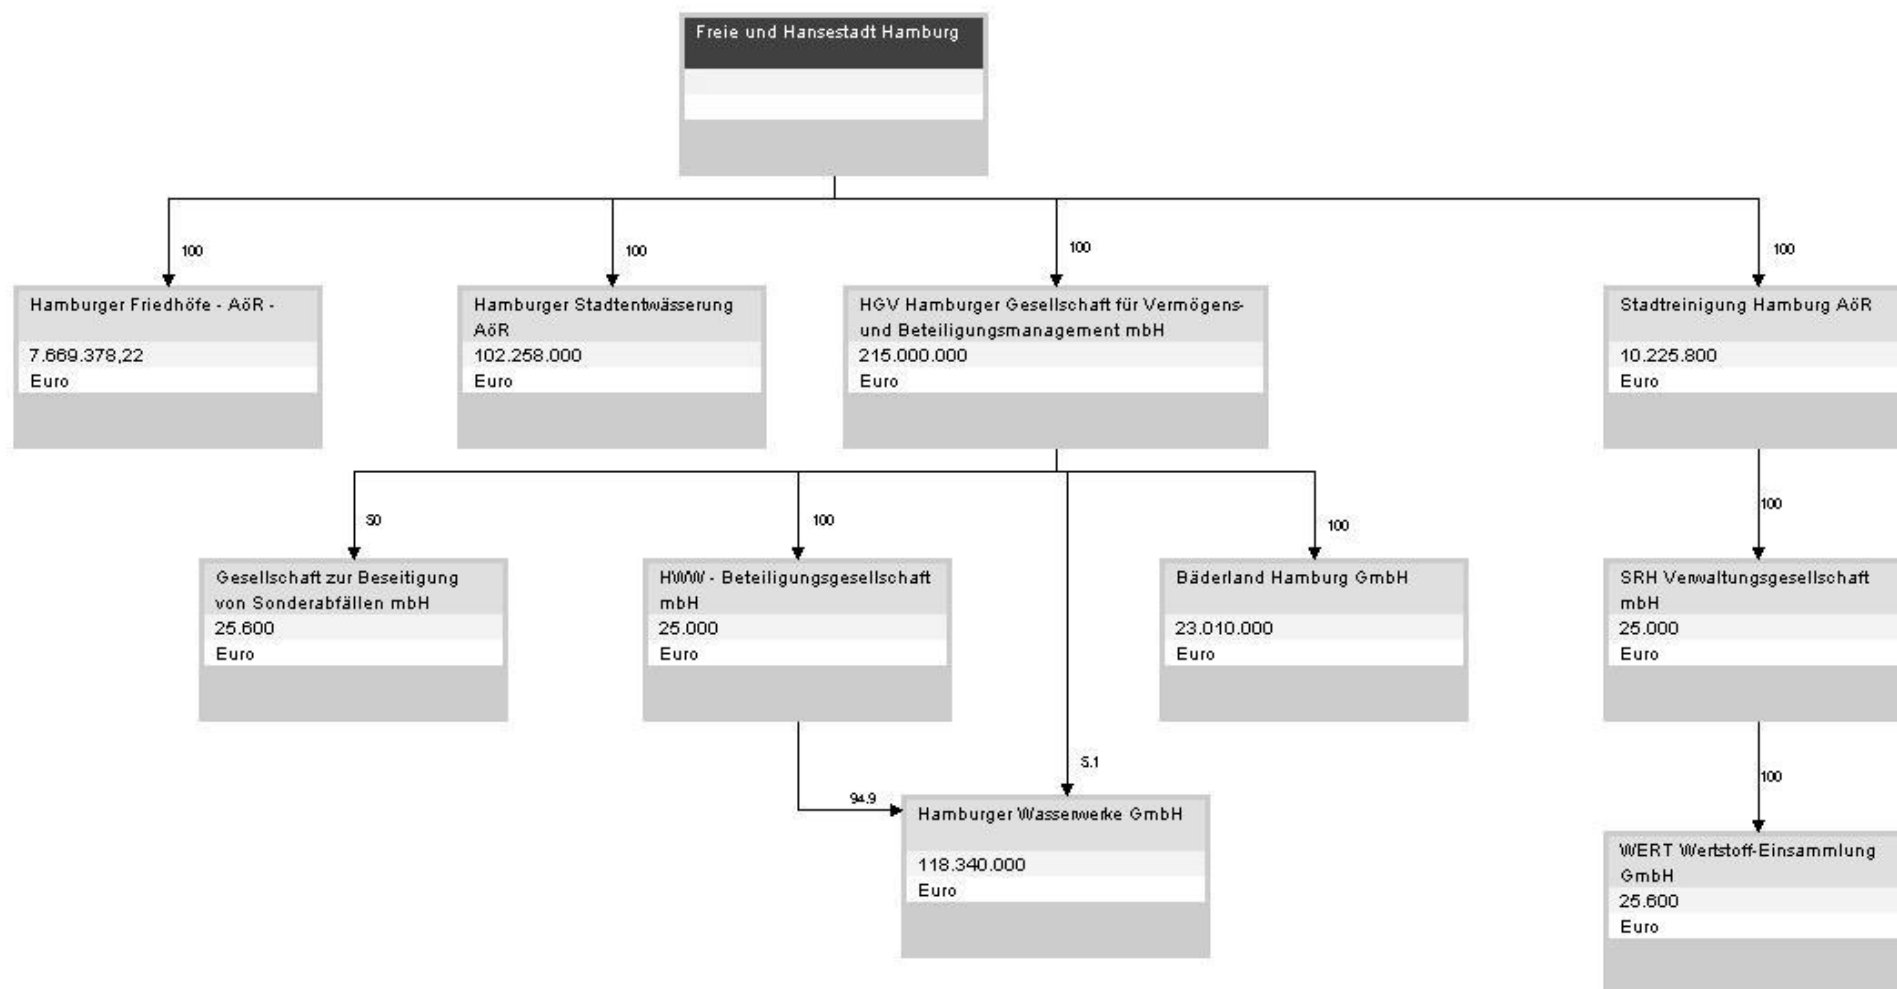 Freie und Hansestadt Hamburg
100
100
100
100
Hamburger Friedhöfe - AöR -
7.669.378,22
Euro
Hamburger Stadtentwässerung
AöR
102.258.000
Euro
HGV Hamburger Gesellschaft für Vermögens-
und Beteiligungsmanagement mbH
215.000.000
Euro
Stadtreinigung Hamburg AöR
10.225.800
Euro
50
100
100
100
Gesellschaft zur Beseitigung
von Sonderabfällen mbH
25.600
Euro
HWW - Beteiligungsgesellschaft
mbH
25.000
Euro
Bäderland Hamburg GmbH
23.010.000
Euro
SRH Verwaltungsgesellschaft
mbH
25.000
Euro
94.9
5.1
100
Hamburger Wasserwerke GmbH
118.340.000
Euro
WERT Wertstoff-Einsammlung
GmbH
25.600
Euro